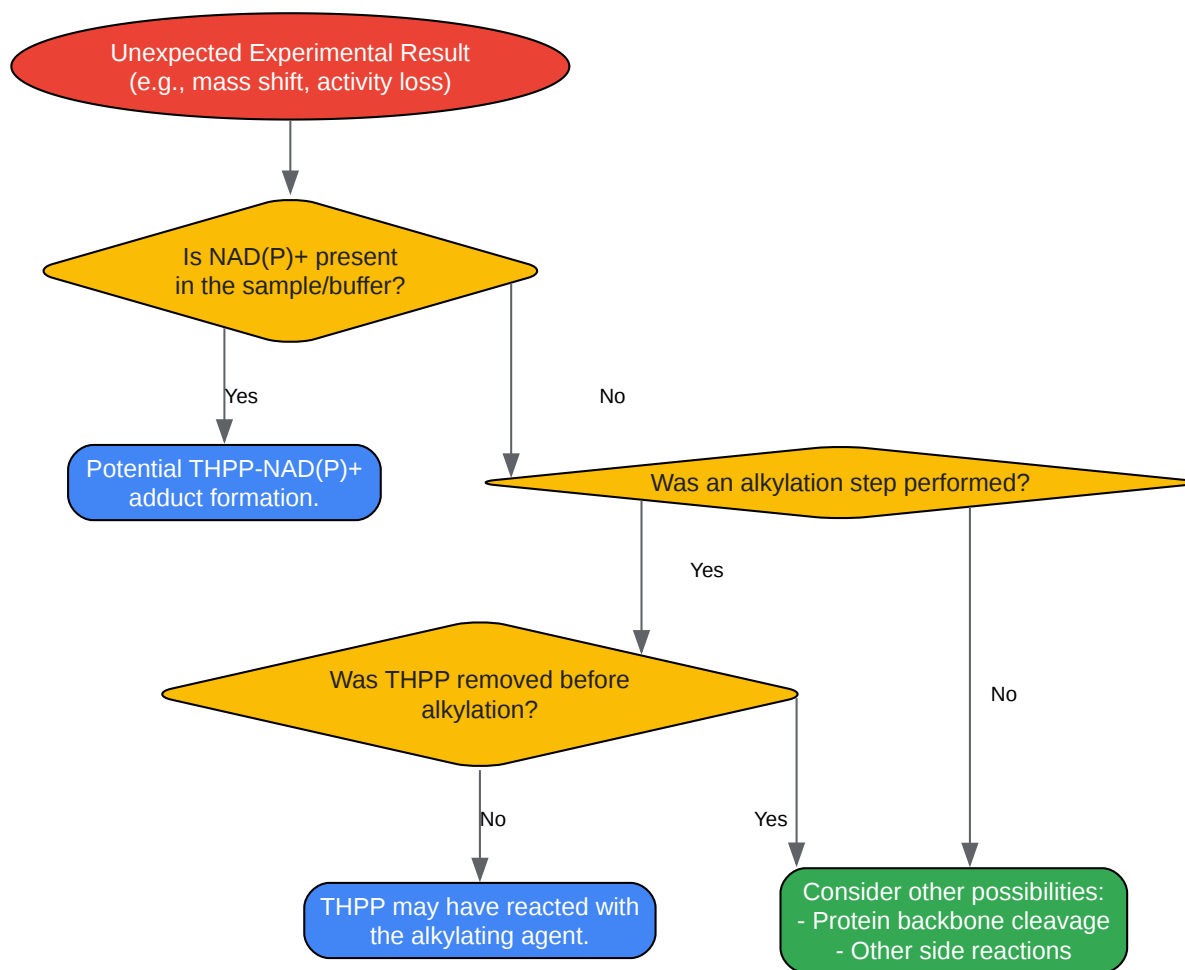 Unexpected Experimental Result
(e.g., mass shift, activity loss)
Is NAD(P)+ present
in the sample/buffer?
Yes
No
Potential THPP-NAD(P)+
adduct formation.
Was an alkylation step performed?
Yes
No
Was THPP removed before
alkylation?
No
Yes
THPP may have reacted with
the alkylating agent.
Consider other possibilities:
- Protein backbone cleavage
- Other side reactions